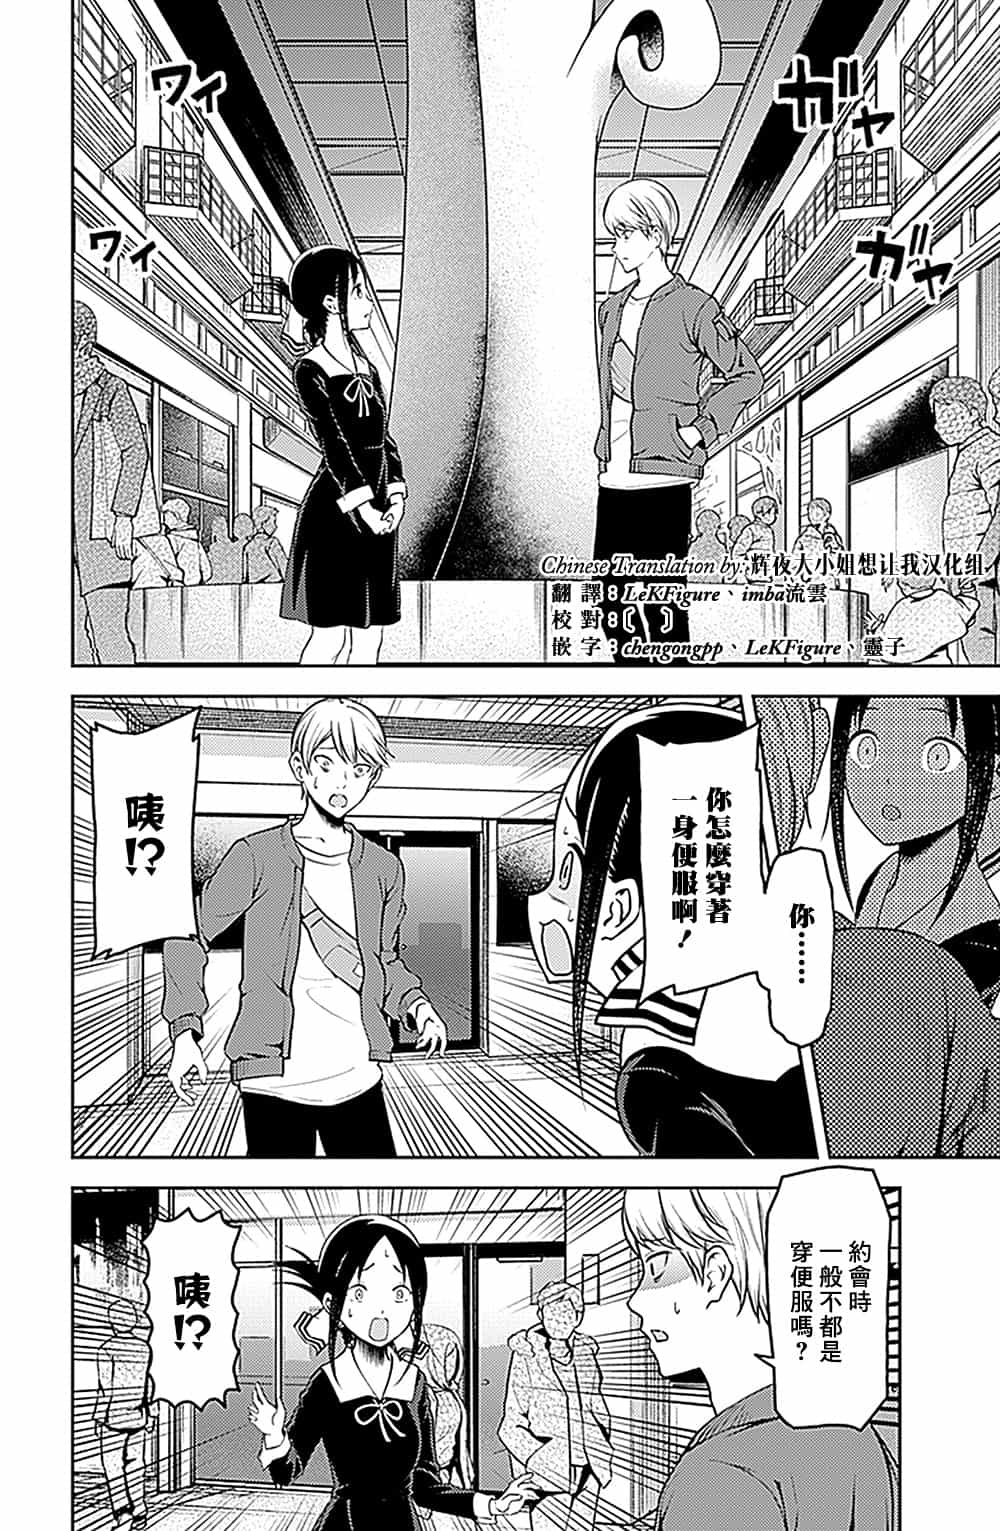 ガヤ
ワイ
ガヤ
ワイ
Chinese Translation by: 辉夜大小姐想让我汉化组
翻譯：LeKFigure、imba流雲
校對：〔 〕
嵌字：chengongpp、LeKFigure、靈子
你……
你怎麼穿著
一身便服啊！
咦!?
約會時
一般不都是
穿便服嗎？
咦!?